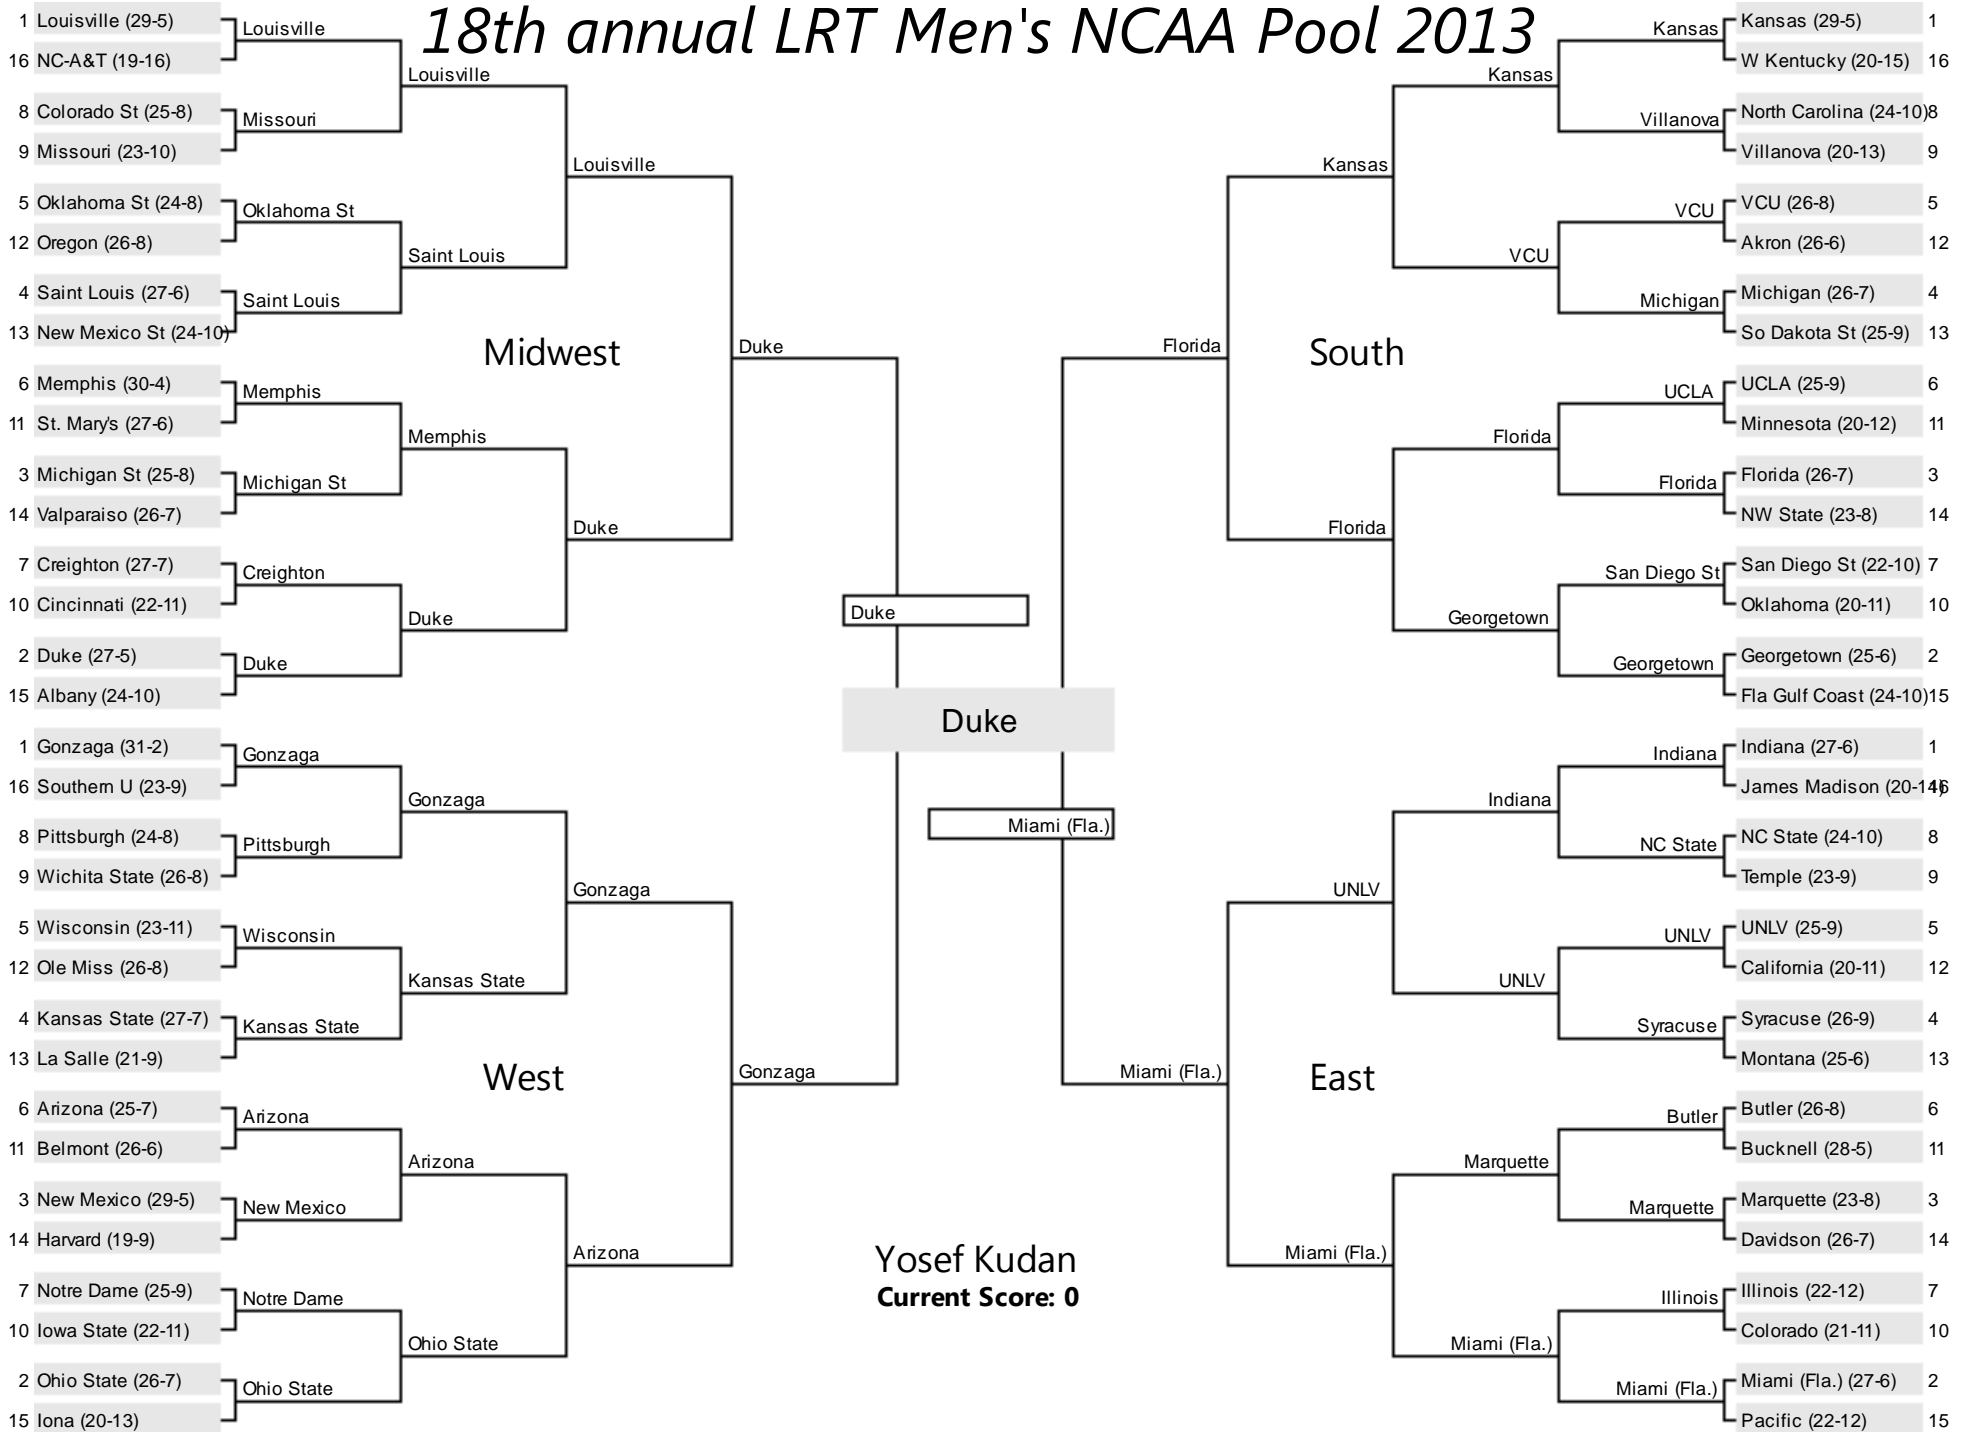 18th annual LRT Men's NCAA Pool 2013
1 Louisville (29-5)
16 NC-A&T (19-16)
8 Colorado St (25-8)
9 Missouri (23-10)
5 Oklahoma St (24-8)
12 Oregon (26-8)
4 Saint Louis (27-6)
13 New Mexico St (24-10)
6 Memphis (30-4)
11 St. Mary's (27-6)
3 Michigan St (25-8)
14 Valparaiso (26-7)
7 Creighton (27-7)
10 Cincinnati (22-11)
2 Duke (27-5)
15 Albany (24-10)
Louisville
Missouri
Oklahoma St
Saint Louis
Memphis
Michigan St
Creighton
Duke
Louisville
Saint Louis
Memphis
Duke
Louisville
Duke
Midwest
Duke
1 Gonzaga (31-2)
16 Southern U (23-9)
8 Pittsburgh (24-8)
9 Wichita State (26-8)
5 Wisconsin (23-11)
12 Ole Miss (26-8)
4 Kansas State (27-7)
13 La Salle (21-9)
6 Arizona (25-7)
11 Belmont (26-6)
3 New Mexico (29-5)
14 Harvard (19-9)
7 Notre Dame (25-9)
10 Iowa State (22-11)
2 Ohio State (26-7)
15 Iona (20-13)
Gonzaga
Pittsburgh
Wisconsin
Kansas State
Arizona
New Mexico
Notre Dame
Ohio State
Gonzaga
Kansas State
Arizona
Ohio State
Gonzaga
Arizona
West
Gonzaga
Duke
Duke
Miami (Fla.)
Yosef Kudan
Current Score: 0
Kansas (29-5) 1
W Kentucky (20-15) 16
North Carolina (24-10) 8
Villanova (20-13) 9
VCU (26-8) 5
Akron (26-6) 12
Michigan (26-7) 4
So Dakota St (25-9) 13
UCLA (25-9) 6
Minnesota (20-12) 11
Florida (26-7) 3
NW State (23-8) 14
San Diego St (22-10) 7
Oklahoma (20-11) 10
Georgetown (25-6) 2
Fla Gulf Coast (24-10) 15
Kansas
Villanova
VCU
Michigan
UCLA
Florida
San Diego St
Georgetown
Kansas
VCU
Florida
Georgetown
Kansas
Florida
South
Florida
Indiana (27-6) 1
James Madison (20-14) 16
NC State (24-10) 8
Temple (23-9) 9
UNLV (25-9) 5
California (20-11) 12
Syracuse (26-9) 4
Montana (25-6) 13
Butler (26-8) 6
Bucknell (28-5) 11
Marquette (23-8) 3
Davidson (26-7) 14
Illinois (22-12) 7
Colorado (21-11) 10
Miami (Fla.) (27-6) 2
Pacific (22-12) 15
Indiana
NC State
UNLV
Syracuse
Butler
Marquette
Illinois
Miami (Fla.)
Indiana
UNLV
Marquette
Miami (Fla.)
UNLV
Miami (Fla.)
East
Miami (Fla.)